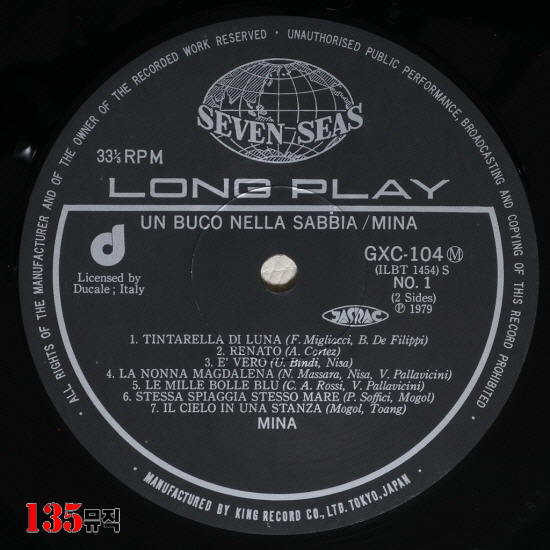 · ALL RIGHTS OF THE MANUFACTURER AND OF THE OWNER OF THE RECORDED WORK RESERVED · UNAUTHORISED PUBLIC PERFORMANCE, BROADCASTING AND COPYING OF THIS RECORD PROHIBITED ·
SEVEN SEAS
33⅓ RPM
LONG PLAY
UN BUCO NELLA SABBIA / MINA
d
Licensed by
Ducale ; Italy
GXC-104 Ⓜ
(ILBT 1454) S
NO. 1
(2 Sides)
℗ 1979
JASRAC
1. TINTARELLA DI LUNA (F. Migliacci, B. De Filippi)
2. RENATO (A. Cortez)
3. E' VERO (U. Bindi, Nisa)
4. LA NONNA MAGDALENA (N. Massara, Nisa, V. Pallavicini)
5. LE MILLE BOLLE BLU (C. A. Rossi, V. Pallavicini)
6. STESSA SPIAGGIA STESSO MARE (P. Soffici, Mogol)
7. IL CIELO IN UNA STANZA (Mogol, Toang)
MINA
· MANUFACTURED BY KING RECORD CO., LTD. TOKYO, JAPAN ·
135뮤직